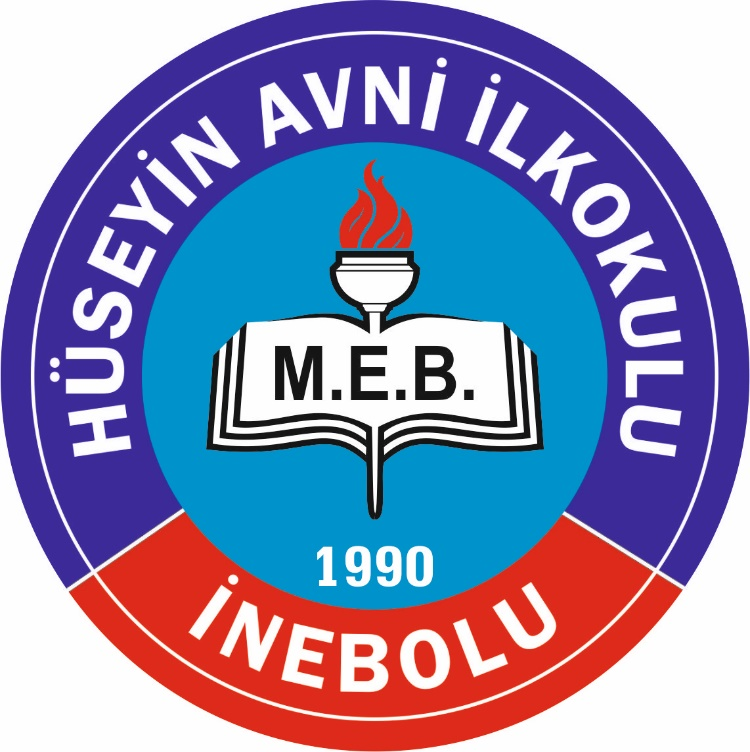 HÜSEYİN AVNİ İLKOKULU
M.E.B.
1990
İNEBOLU